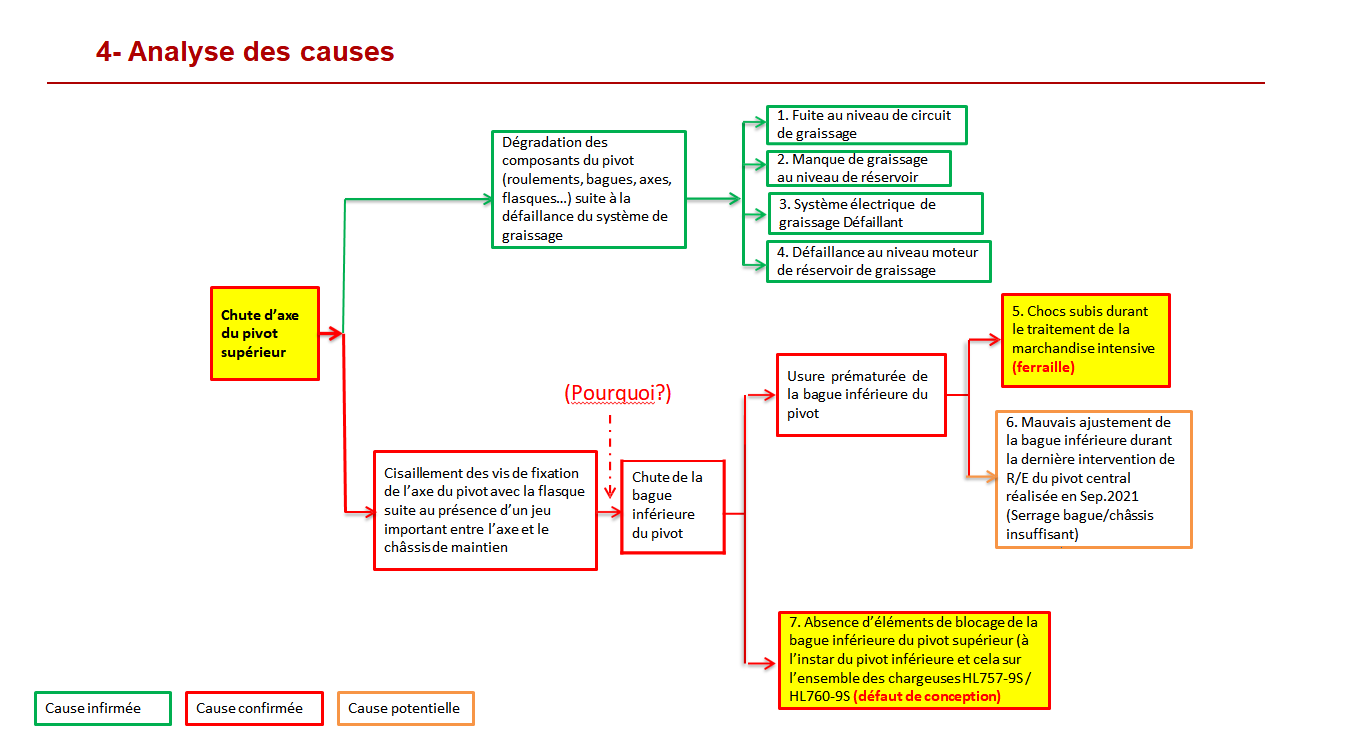 4- Analyse des causes
Dégradation des
composants du pivot
(roulements, bagues, axes,
flasques...) suite à la
défaillance du système de
graissage
1. Fuite au niveau de circuit
de graissage
2. Manque de graissage
au niveau de réservoir
3. Système électrique de
graissage Défaillant
4. Défaillance au niveau moteur
de réservoir de graissage
Chute d'axe
du pivot
supérieur
(Pourquoi?)
Cisaillement des vis de fixation
de l'axe du pivot avec la flasque
suite au présence d'un jeu
important entre l'axe et le
châssis de maintien
Chute de la
bague
inférieure
du pivot
Usure prématurée de
la bague inférieure du
pivot
5. Chocs subis durant
le traitement de la
marchandise intensive
(ferraille)
6. Mauvais ajustement de
la bague inférieure durant
la dernière intervention de
R/E du pivot central
réalisée en Sep.2021
(Serrage bague/châssis
insuffisant)
7. Absence d'éléments de blocage de la
bague inférieure du pivot supérieur (à
l'instar du pivot inférieure et cela sur
l'ensemble des chargeuses HL757-9S /
HL760-9S (défaut de conception)
Cause infirmée
Cause confirmée
Cause potentielle